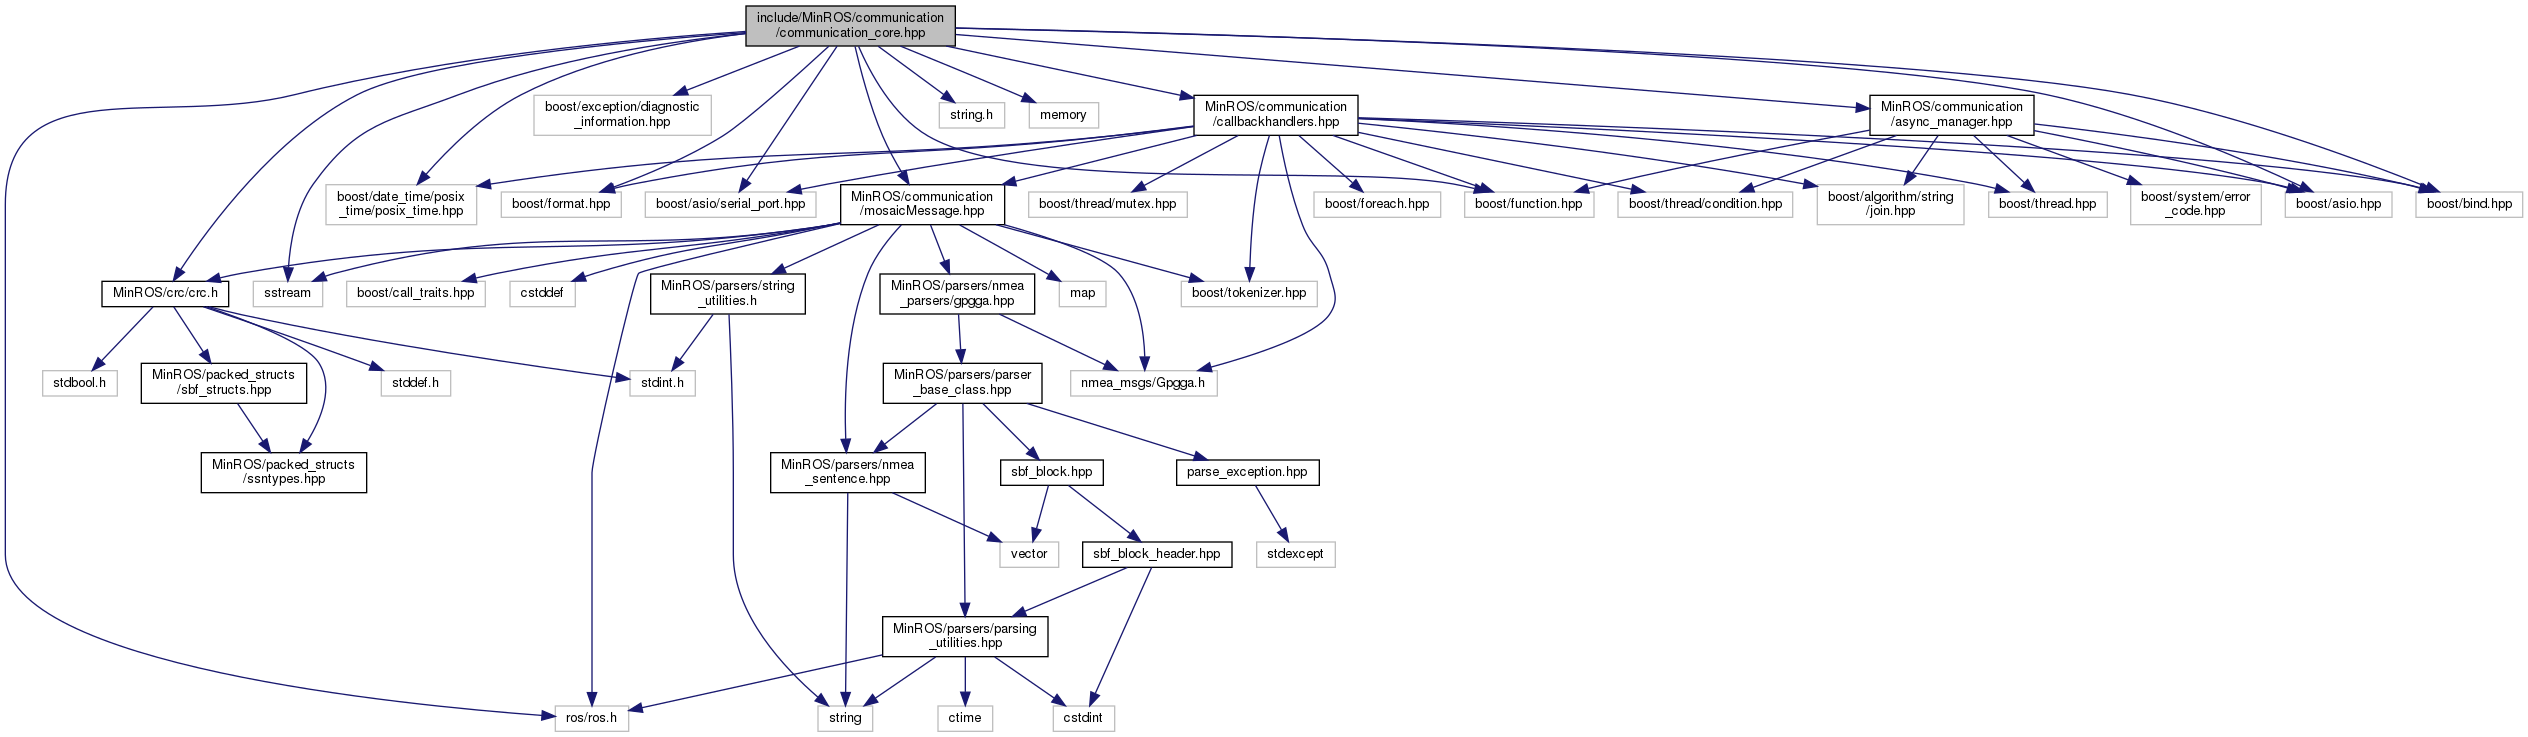 include/MinROS/communication
/communication_core.hpp
boost/exception/diagnostic
_information.hpp
string.h
memory
MinROS/communication
/callbackhandlers.hpp
MinROS/communication
/async_manager.hpp
boost/date_time/posix
_time/posix_time.hpp
boost/format.hpp
boost/asio/serial_port.hpp
MinROS/communication
/mosaicMessage.hpp
boost/thread/mutex.hpp
boost/foreach.hpp
boost/function.hpp
boost/thread/condition.hpp
boost/algorithm/string
/join.hpp
boost/thread.hpp
boost/system/error
_code.hpp
boost/asio.hpp
boost/bind.hpp
MinROS/crc/crc.h
sstream
boost/call_traits.hpp
cstddef
MinROS/parsers/string
_utilities.h
MinROS/parsers/nmea
_parsers/gpgga.hpp
map
boost/tokenizer.hpp
stdbool.h
MinROS/packed_structs
/sbf_structs.hpp
stddef.h
stdint.h
MinROS/parsers/parser
_base_class.hpp
nmea_msgs/Gpgga.h
MinROS/packed_structs
/ssntypes.hpp
MinROS/parsers/nmea
_sentence.hpp
sbf_block.hpp
parse_exception.hpp
vector
sbf_block_header.hpp
stdexcept
MinROS/parsers/parsing
_utilities.hpp
ros/ros.h
string
ctime
cstdint